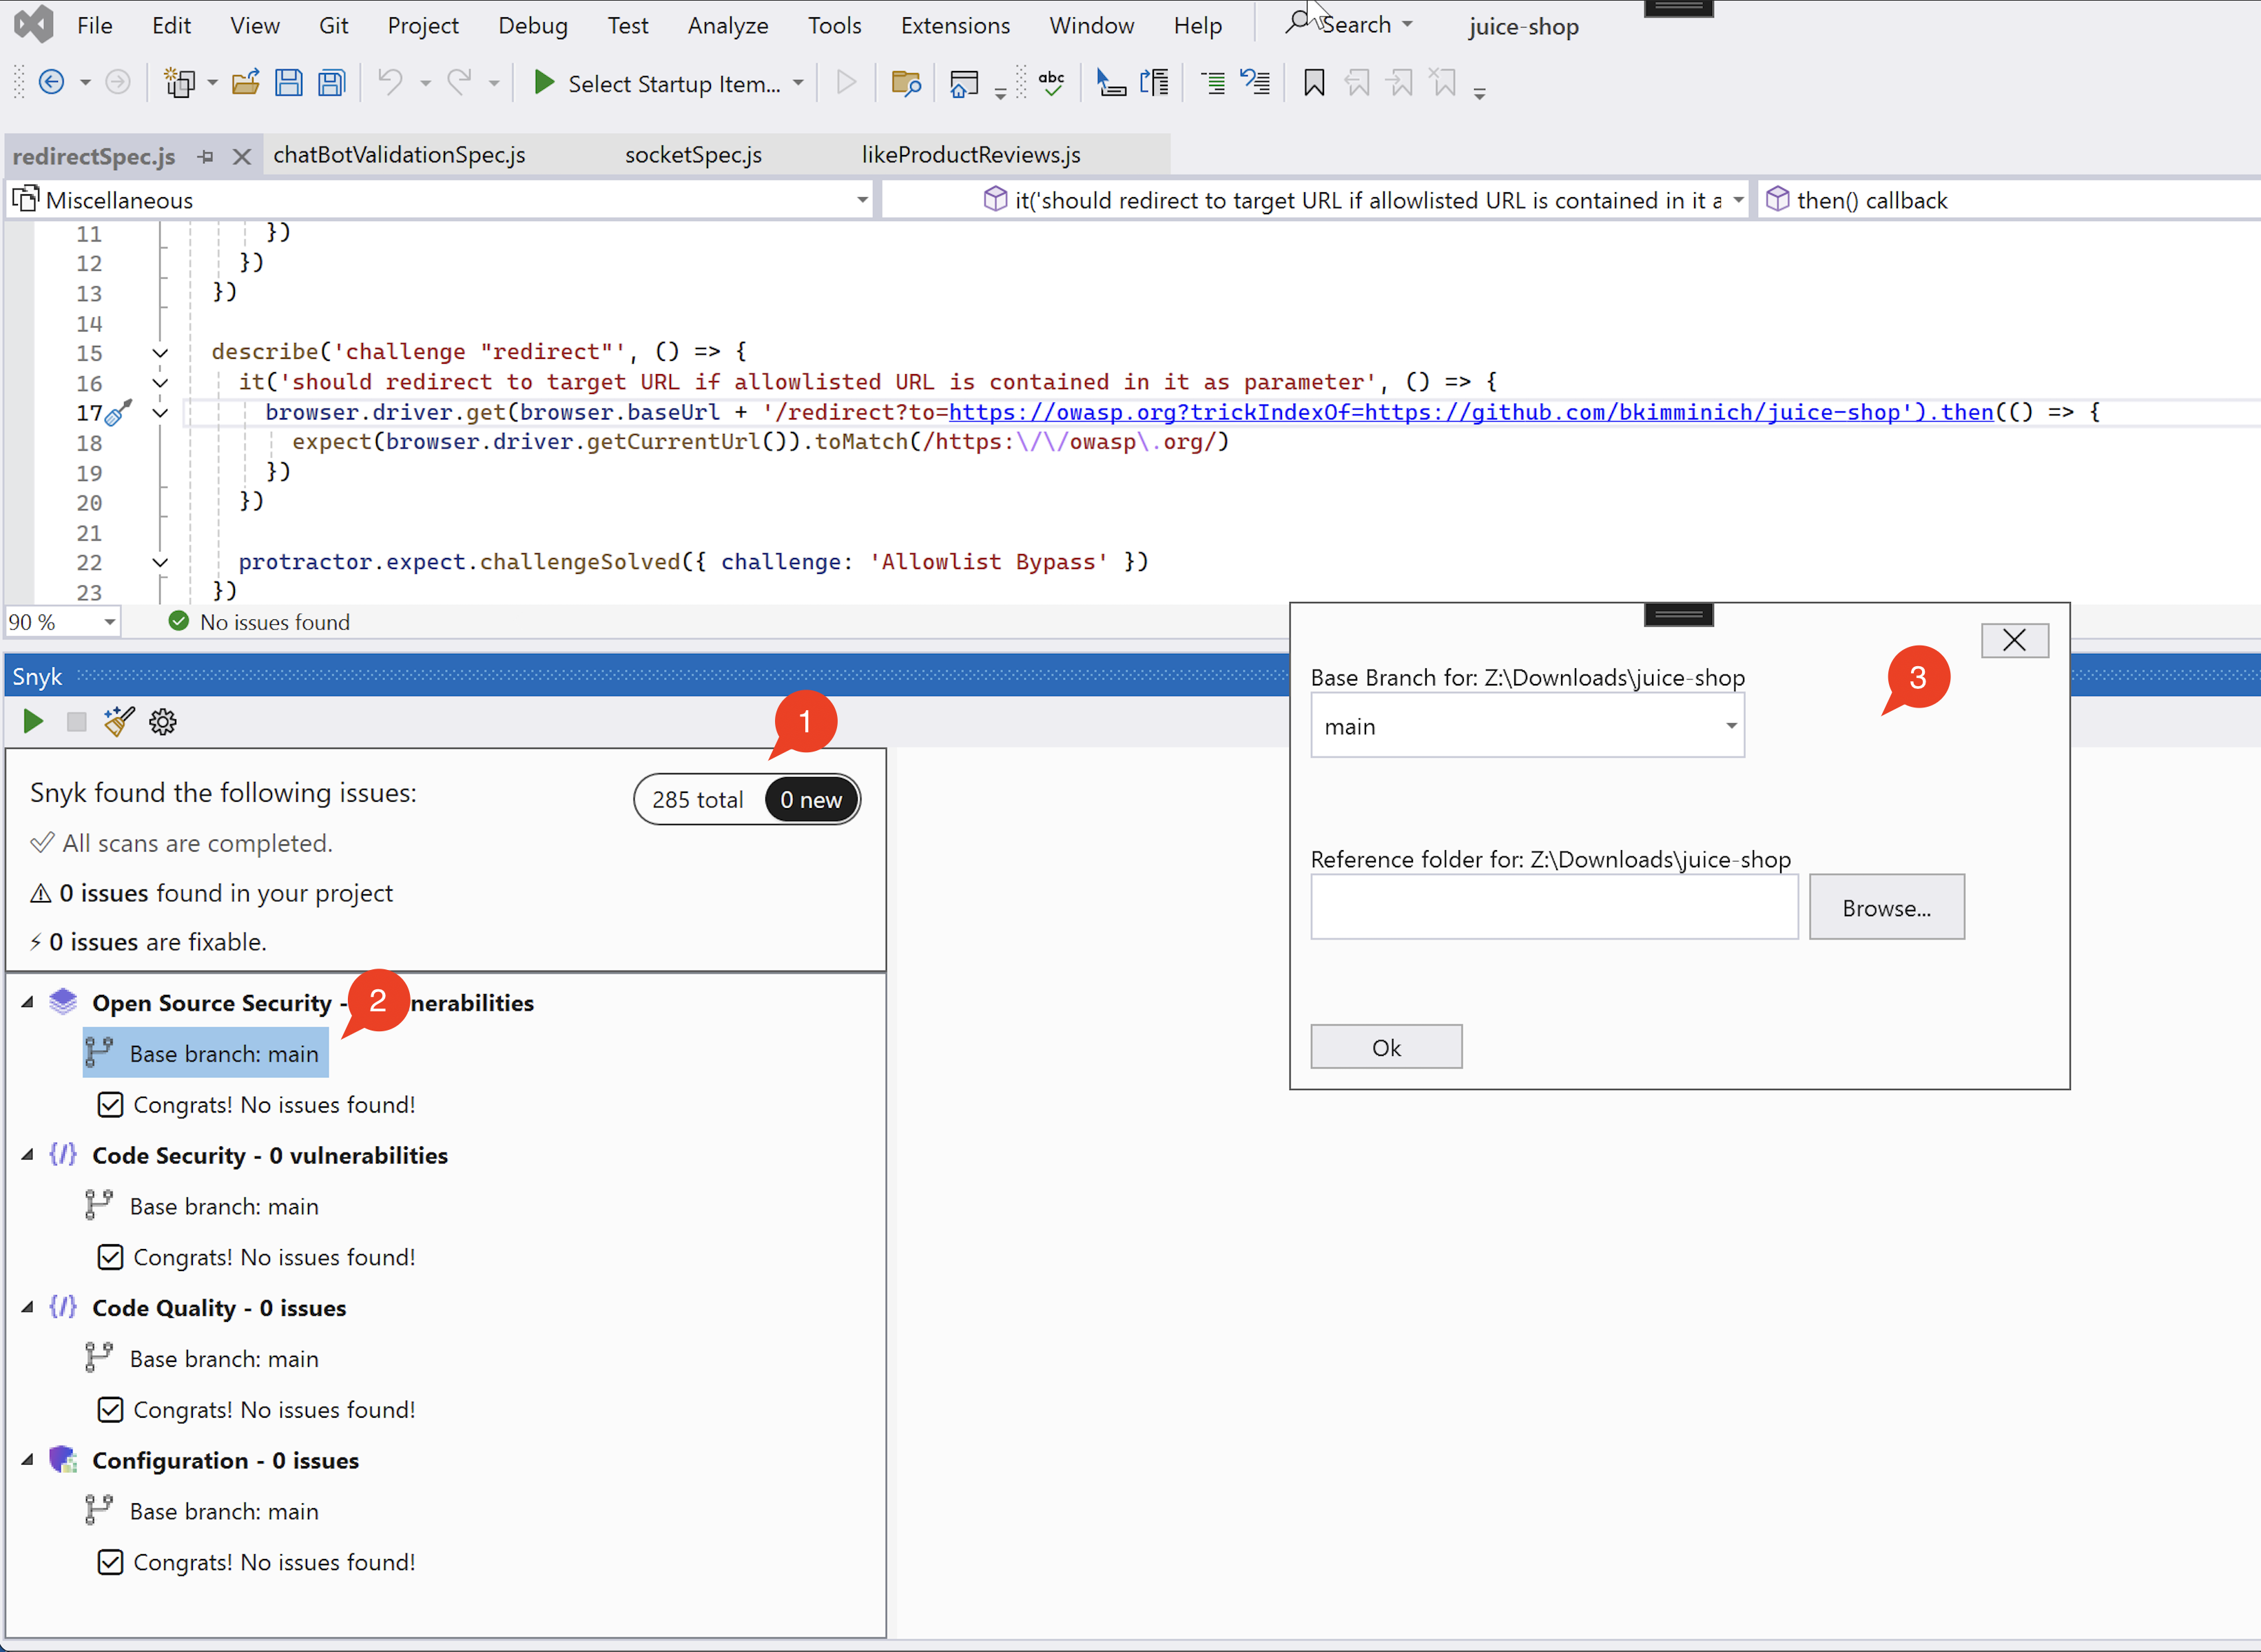 File Edit View Git Project Debug Test Analyze Tools Extensions Window Help Search juice-shop
Select Startup Item... abc
redirectSpec.js chatBotValidationSpec.js socketSpec.js likeProductReviews.js
Miscellaneous it('should redirect to target URL if allowlisted URL is contained in it a then() callback
11 })
12 })
13 })
14
15 describe('challenge "redirect"', () => {
16 it('should redirect to target URL if allowlisted URL is contained in it as parameter', () => {
17 browser.driver.get(browser.baseUrl + '/redirect?to=https://owasp.org?trickIndexOf=https://github.com/bkimminich/juice-shop').then(() => {
18 expect(browser.driver.getCurrentUrl()).toMatch(/https:\/\/owasp\.org/)
19 })
20 })
21
22 protractor.expect.challengeSolved({ challenge: 'Allowlist Bypass' })
23 })
90 % No issues found
Snyk
1
Snyk found the following issues:
285 total 0 new
All scans are completed.
0 issues found in your project
0 issues are fixable.
Open Source Security - 2 nerabilities
Base branch: main
Congrats! No issues found!
Code Security - 0 vulnerabilities
Base branch: main
Congrats! No issues found!
Code Quality - 0 issues
Base branch: main
Congrats! No issues found!
Configuration - 0 issues
Base branch: main
Congrats! No issues found!
3
Base Branch for: Z:\Downloads\juice-shop
main
Reference folder for: Z:\Downloads\juice-shop
Browse...
Ok